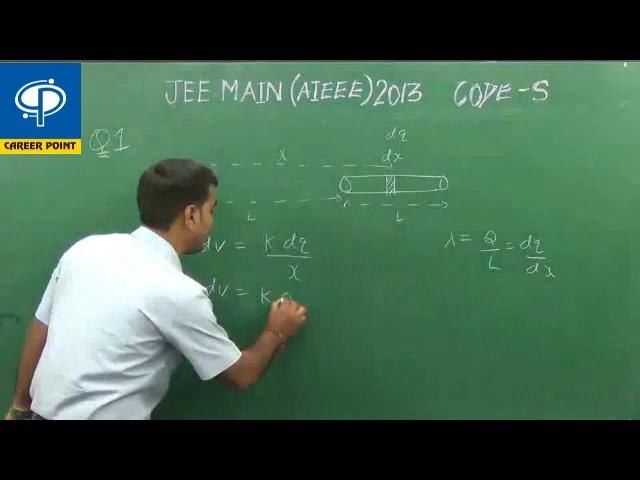 JEE MAIN (AIEEE) 2013 CODE-S
CAREER POINT
Q1
dq
x
dx
L
L
dv = K dq / x
λ = Q / L = dq / dx
dv = K